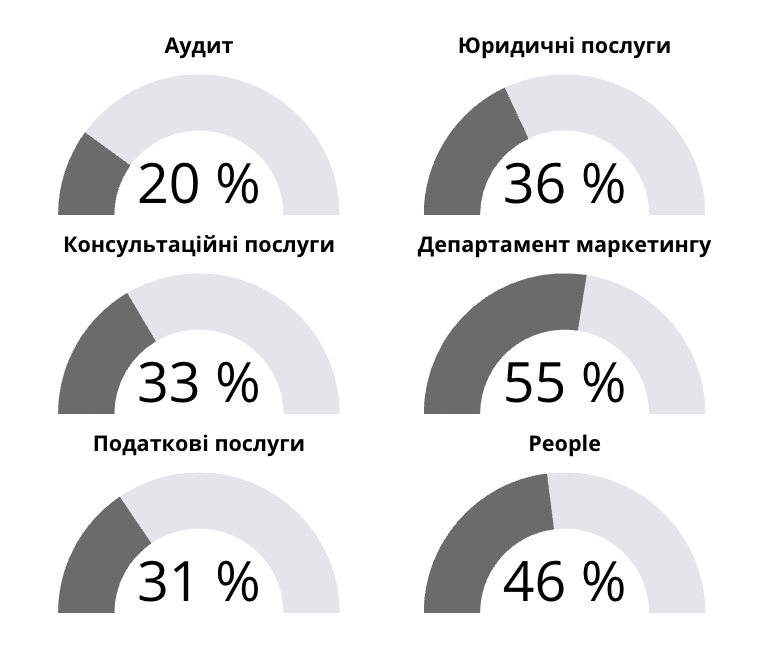 Аудит
20 %
Юридичні послуги
36 %
Консультаційні послуги
33 %
Департамент маркетингу
55 %
Податкові послуги
31 %
People
46 %